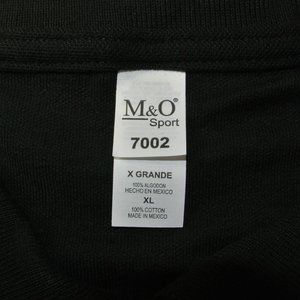 M&O®
Sport
7002
X GRANDE
100% ALGODON
HECHO EN MEXICO
XL
100% COTTON
MADE IN MEXICO